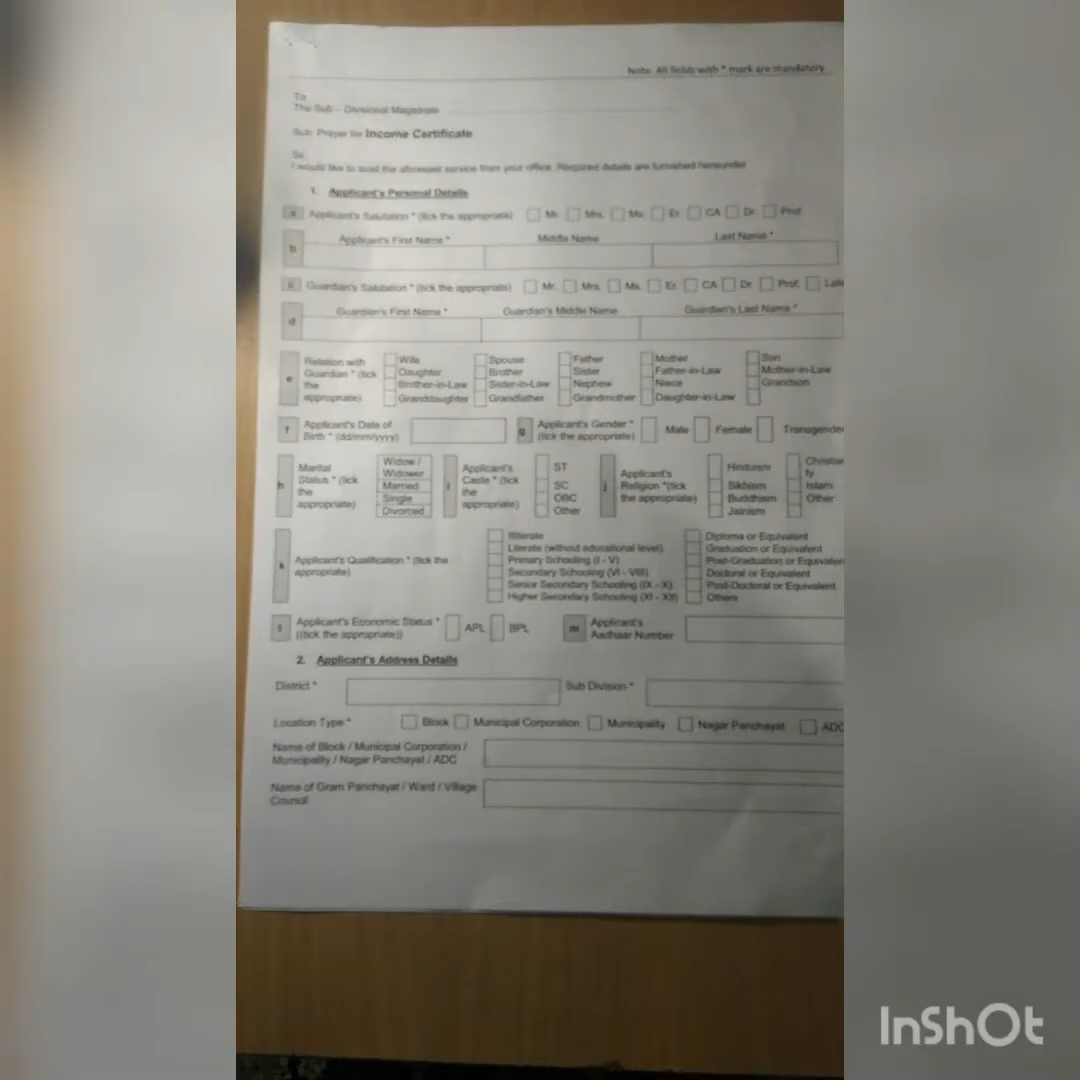 Note: All fields with * mark are mandatory
To
The Sub - Divisional Magistrate
Sub: Prayer for Income Certificate
Sir
I would like to avail the aforesaid service from your office. Required details are furnished hereunder
1. Applicant's Personal Details
a Applicant's Salutation * (tick the appropriate) Mr. Mrs. Ms. Er. CA Dr. Prof.
b Applicant's First Name * Middle Name Last Name *
c Guardian's Salutation * (tick the appropriate) Mr. Mrs. Ms. Er. CA Dr. Prof. Late
d Guardian's First Name * Guardian's Middle Name Guardian's Last Name *
e Relation with Guardian * (tick the appropriate)
Wife Spouse Father Mother Son
Daughter Brother Sister Father-in-Law Mother-in-Law
Brother-in-Law Sister-in-Law Nephew Niece Grandson
Granddaughter Grandfather Grandmother Daughter-in-Law
f Applicant's Date of Birth * (dd/mm/yyyy)
g Applicant's Gender * (tick the appropriate) Male Female Transgender
h Marital Status * (tick the appropriate)
Widow / Widower
Married
Single
Divorced
i Applicant's Caste * (tick the appropriate)
ST
SC
OBC
Other
j Applicant's Religion * (tick the appropriate)
Hinduism Christianity
Sikhism Islam
Buddhism Other
Jainism
k Applicant's Qualification * (tick the appropriate)
Illiterate Diploma or Equivalent
Literate (without educational level) Graduation or Equivalent
Primary Schooling (I - V) Post-Graduation or Equivalen
Secondary Schooling (VI - VIII) Doctoral or Equivalent
Senior Secondary Schooling (IX - X) Post-Doctoral or Equivalent
Higher Secondary Schooling (XI - XII) Others
l Applicant's Economic Status * ((tick the appropriate)) APL BPL
m Applicant's Aadhaar Number
2. Applicant's Address Details
District * Sub Division *
Location Type * Block Municipal Corporation Municipality Nagar Panchayat ADC
Name of Block / Municipal Corporation /
Municipality / Nagar Panchayat / ADC
Name of Gram Panchayat / Ward / Village
Council
InShOt